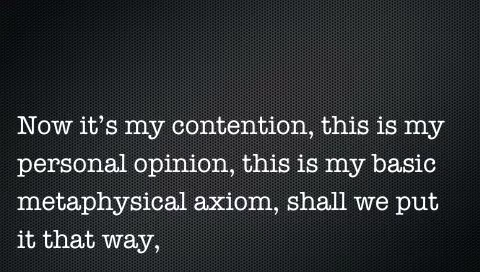 Now it’s my contention, this is my
personal opinion, this is my basic
metaphysical axiom, shall we put
it that way,